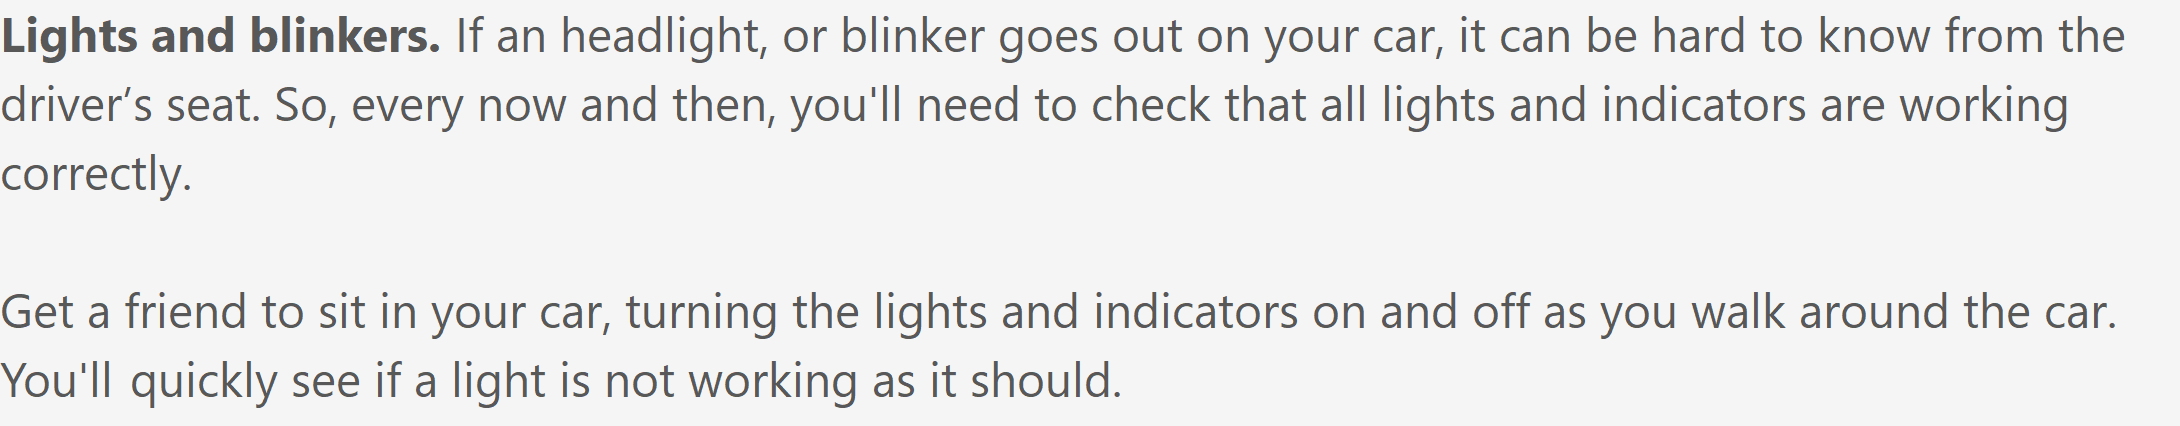 Lights and blinkers. If an headlight, or blinker goes out on your car, it can be hard to know from the
driver’s seat. So, every now and then, you'll need to check that all lights and indicators are working
correctly.
Get a friend to sit in your car, turning the lights and indicators on and off as you walk around the car.
You'll quickly see if a light is not working as it should.